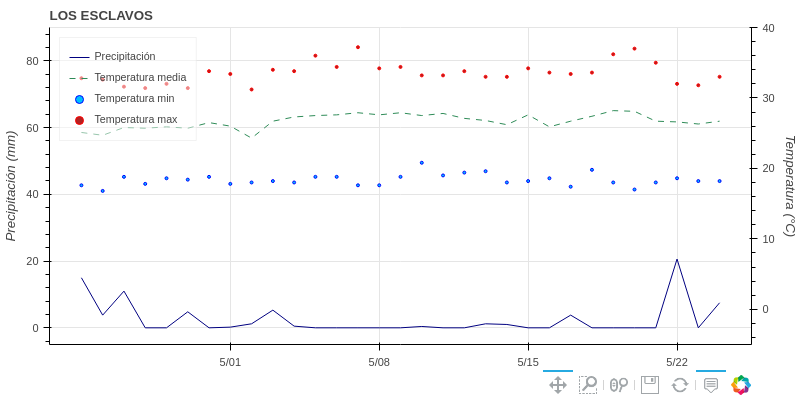 LOS ESCLAVOS
Precipitación
Temperatura media
Temperatura min
Temperatura max
Precipitación (mm)
80
60
40
20
0
Temperatura (°C)
40
30
20
10
0
5/01
5/08
5/15
5/22